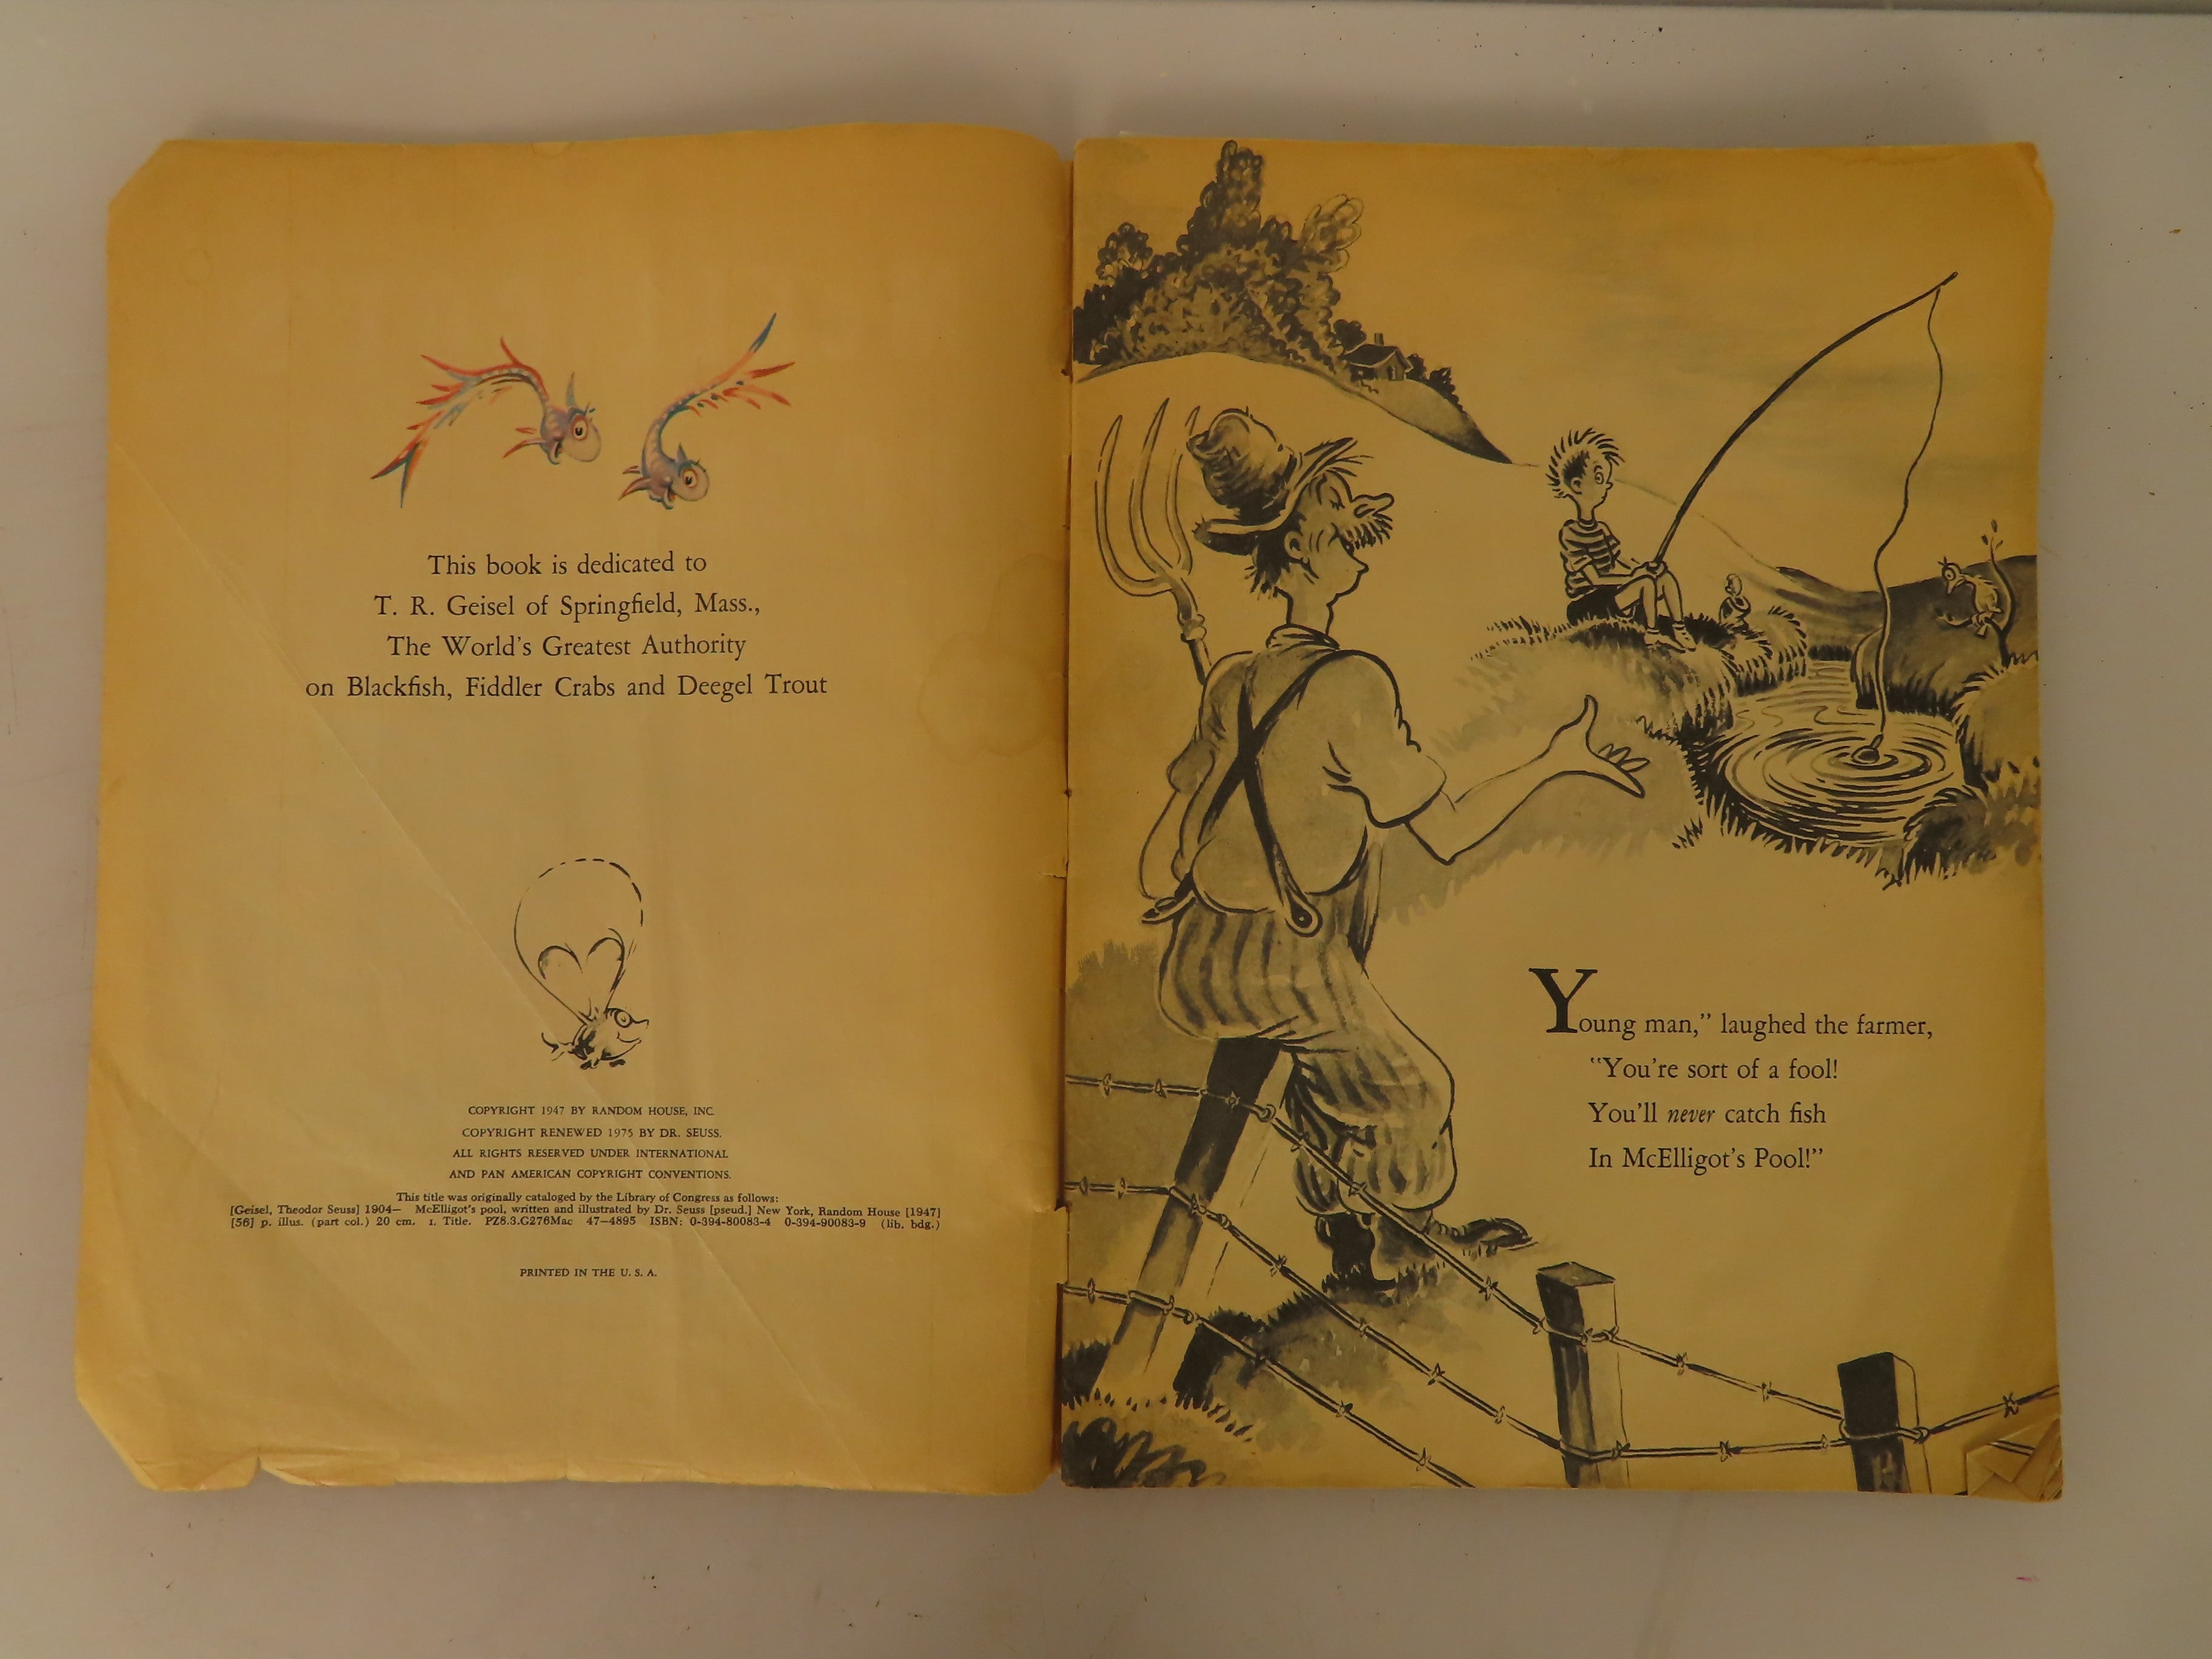 This book is dedicated to
T. R. Geisel of Springfield, Mass.,
The World's Greatest Authority
on Blackfish, Fiddler Crabs and Deegel Trout
COPYRIGHT 1947 BY RANDOM HOUSE, INC.
COPYRIGHT RENEWED 1975 BY DR. SEUSS.
ALL RIGHTS RESERVED UNDER INTERNATIONAL
AND PAN AMERICAN COPYRIGHT CONVENTIONS.
This title was originally cataloged by the Library of Congress as follows:
[Geisel, Theodor Seuss] 1904— McElligot's pool, written and illustrated by Dr. Seuss [pseud.] New York, Random House [1947]
[56] p. illus. (part col.) 20 cm. 1. Title. PZ8.3.G276Mac 47–4895 ISBN: 0-394-80083-4 0-394-90083-9 (lib. bdg.)
PRINTED IN THE U. S. A.
Young man," laughed the farmer,
"You're sort of a fool!
You'll never catch fish
In McElligot's Pool!"